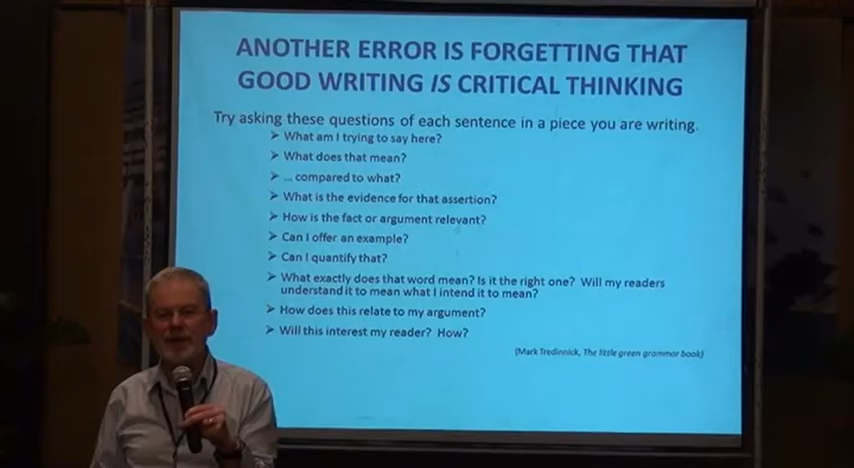 ANOTHER ERROR IS FORGETTING THAT
GOOD WRITING IS CRITICAL THINKING
Try asking these questions of each sentence in a piece you are writing.
➤ What am I trying to say here?
➤ What does that mean?
➤ ... compared to what?
➤ What is the evidence for that assertion?
➤ How is the fact or argument relevant?
➤ Can I offer an example?
➤ Can I quantify that?
➤ What exactly does that word mean? Is it the right one? Will my readers
understand it to mean what I intend it to mean?
➤ How does this relate to my argument?
➤ Will this interest my reader? How?
(Mark Tredinnick, The little green grammar book)